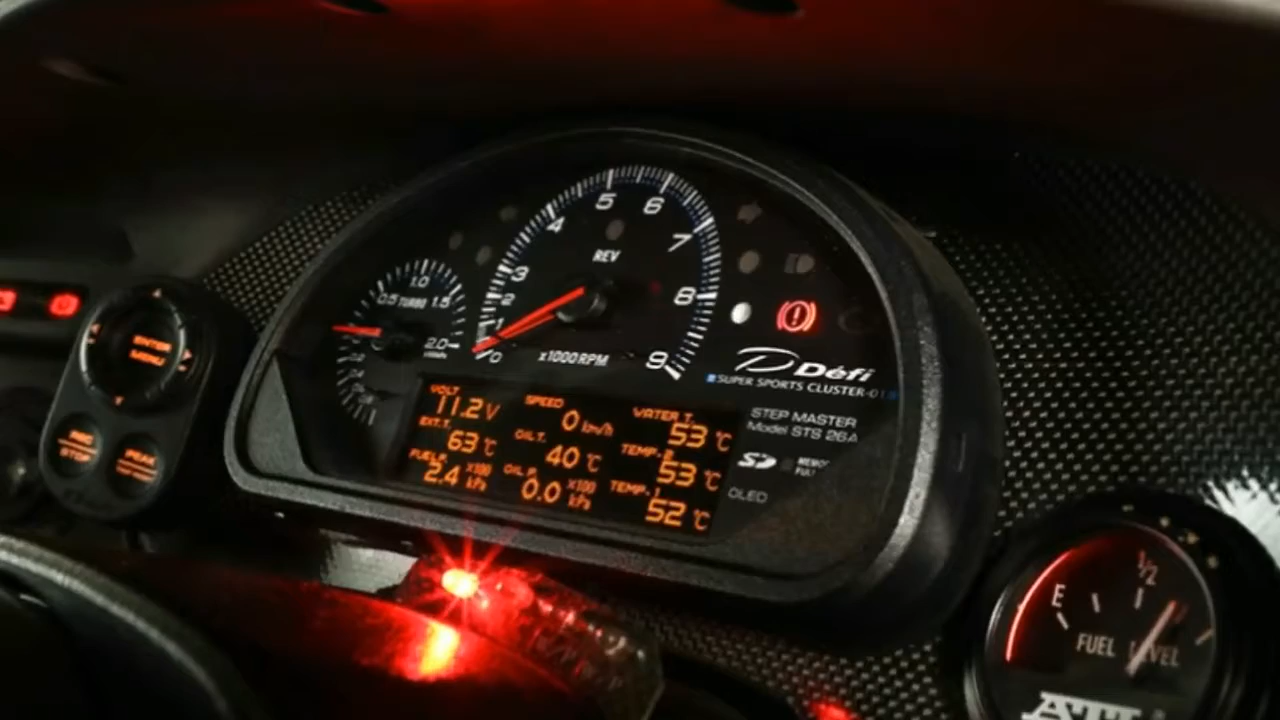 5 6
4
7
REV
3
1.0
0.5 TURBO 1.5
2
8
1
2.0
0
x1000RPM
9
ENTER
MENU
Défi
SUPER SPORTS CLUSTER-01
VOLT
11.2V
SPEED
0 km/h
WATER T.
53 ℃
EXT.T.
63 ℃
OIL T.
40 ℃
TEMP.2
53 ℃
FUEL P.
2.4 X100 kPa
OIL P.
0.0 X100 kPa
TEMP.1
52 ℃
STEP MASTER
Model STS 26A
SD
OLED
REC
STOP
PEAK
E
1/2
FUEL LEVEL